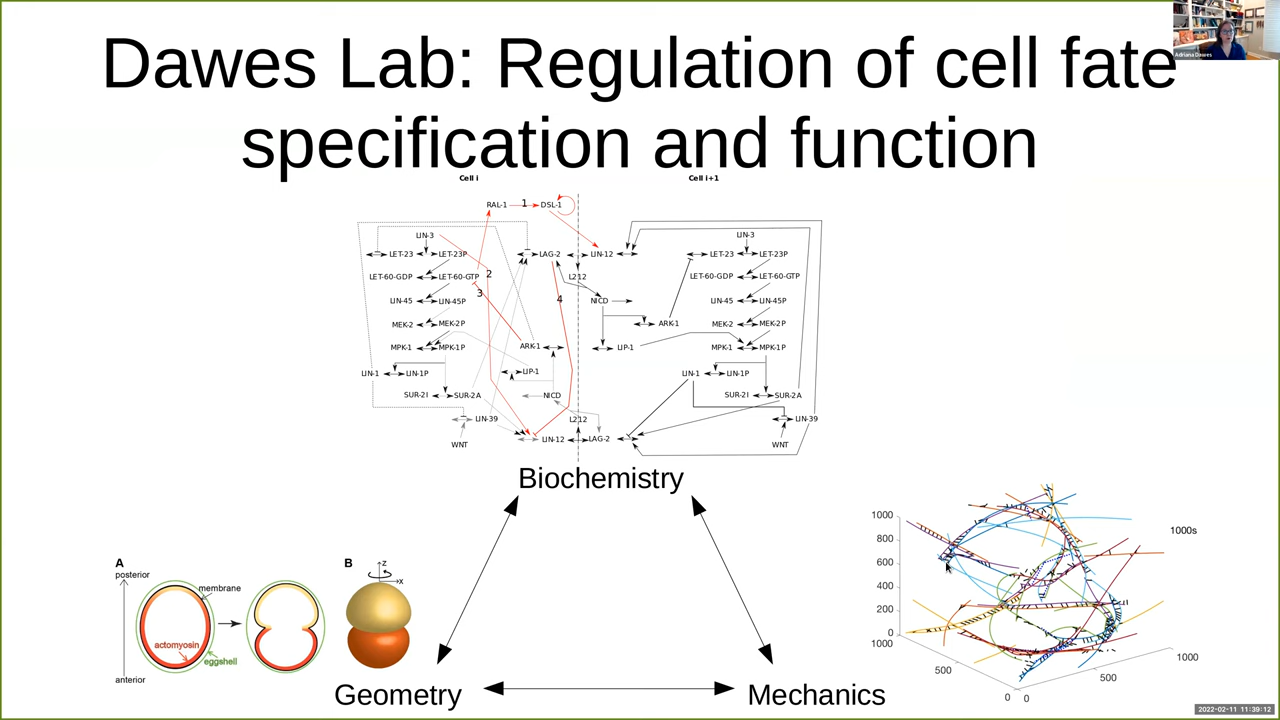 Dawes Lab: Regulation of cell fate
specification and function
Adriana Dawes
Cell i
Cell i+1
RAL-1 1 DSL-1
LIN-3
LIN-3
LET-23 LET-23P LAG-2 LIN-12 LET-23 LET-23P
LET-60-GDP LET-60-GTP 2 L212 LET-60-GDP LET-60-GTP
3 4
LIN-45 LIN-45P NICD LIN-45 LIN-45P
MEK-2 MEK-2P ARK-1 MEK-2 MEK-2P
MPK-1 MPK-1P ARK-1 LIP-1 MPK-1 MPK-1P
LIN-1 LIN-1P LIP-1 LIN-1 LIN-1P
SUR-2I SUR-2A NICD SUR-2I SUR-2A
LIN-39 L212 LIN-39
WNT LIN-12 LAG-2 WNT
Biochemistry
A
posterior
membrane
actomyosin
eggshell
anterior
B
z
x
1000
800
600
400
200
0
1000
500
0
0
500
1000
1000s
Geometry
Mechanics
2022-02-11 11:39:12